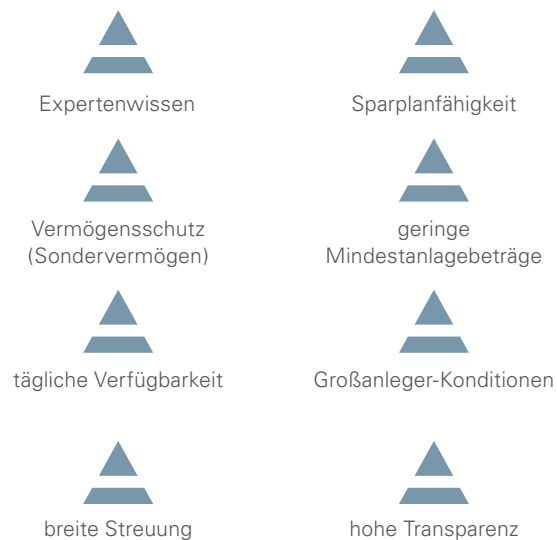 Expertenwissen
Sparplanfähigkeit
Vermögensschutz
(Sondervermögen)
geringe
Mindestanlagebeträge
tägliche Verfügbarkeit
Großanleger-Konditionen
breite Streuung
hohe Transparenz